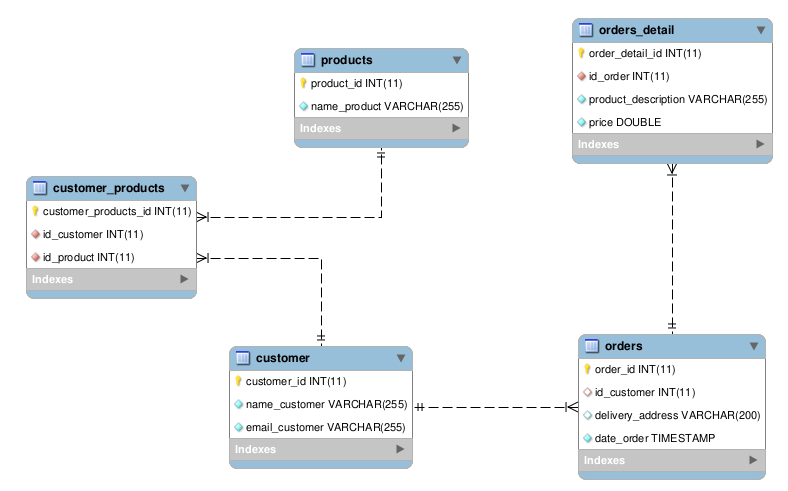 products
product_id INT(11)
name_product VARCHAR(255)
Indexes
orders_detail
order_detail_id INT(11)
id_order INT(11)
product_description VARCHAR(255)
price DOUBLE
Indexes
customer_products
customer_products_id INT(11)
id_customer INT(11)
id_product INT(11)
Indexes
customer
customer_id INT(11)
name_customer VARCHAR(255)
email_customer VARCHAR(255)
Indexes
orders
order_id INT(11)
id_customer INT(11)
delivery_address VARCHAR(200)
date_order TIMESTAMP
Indexes